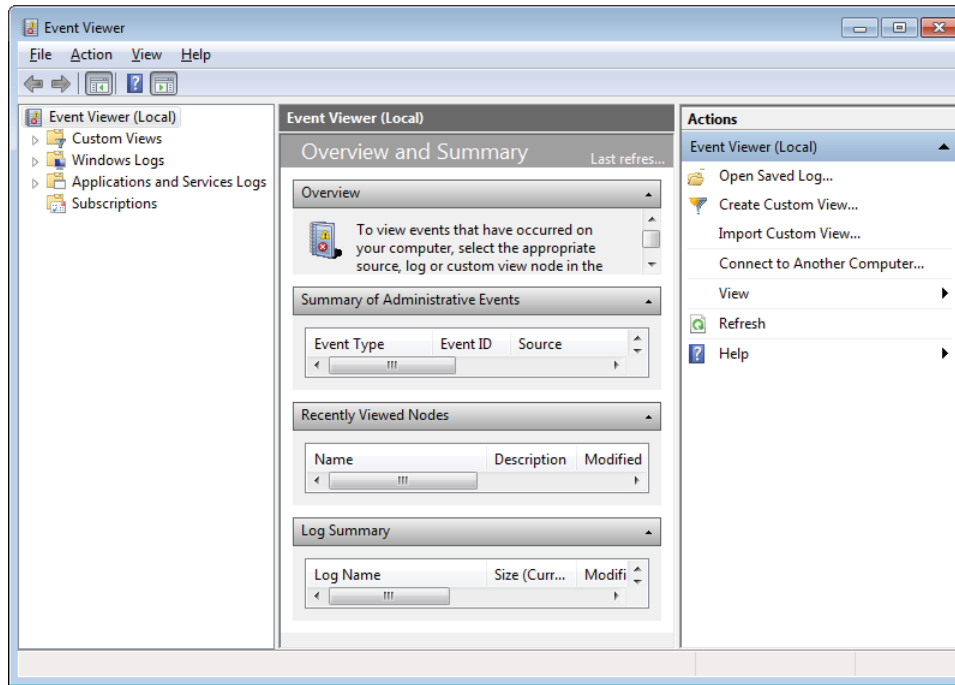 Event Viewer
File Action View Help
Event Viewer (Local)
Custom Views
Windows Logs
Applications and Services Logs
Subscriptions
Event Viewer (Local)
Overview and Summary Last refres...
Overview
To view events that have occurred on
your computer, select the appropriate
source, log or custom view node in the
Summary of Administrative Events
Event Type Event ID Source
Recently Viewed Nodes
Name Description Modified
Log Summary
Log Name Size (Curr... Modifi
Actions
Event Viewer (Local)
Open Saved Log...
Create Custom View...
Import Custom View...
Connect to Another Computer...
View
Refresh
Help